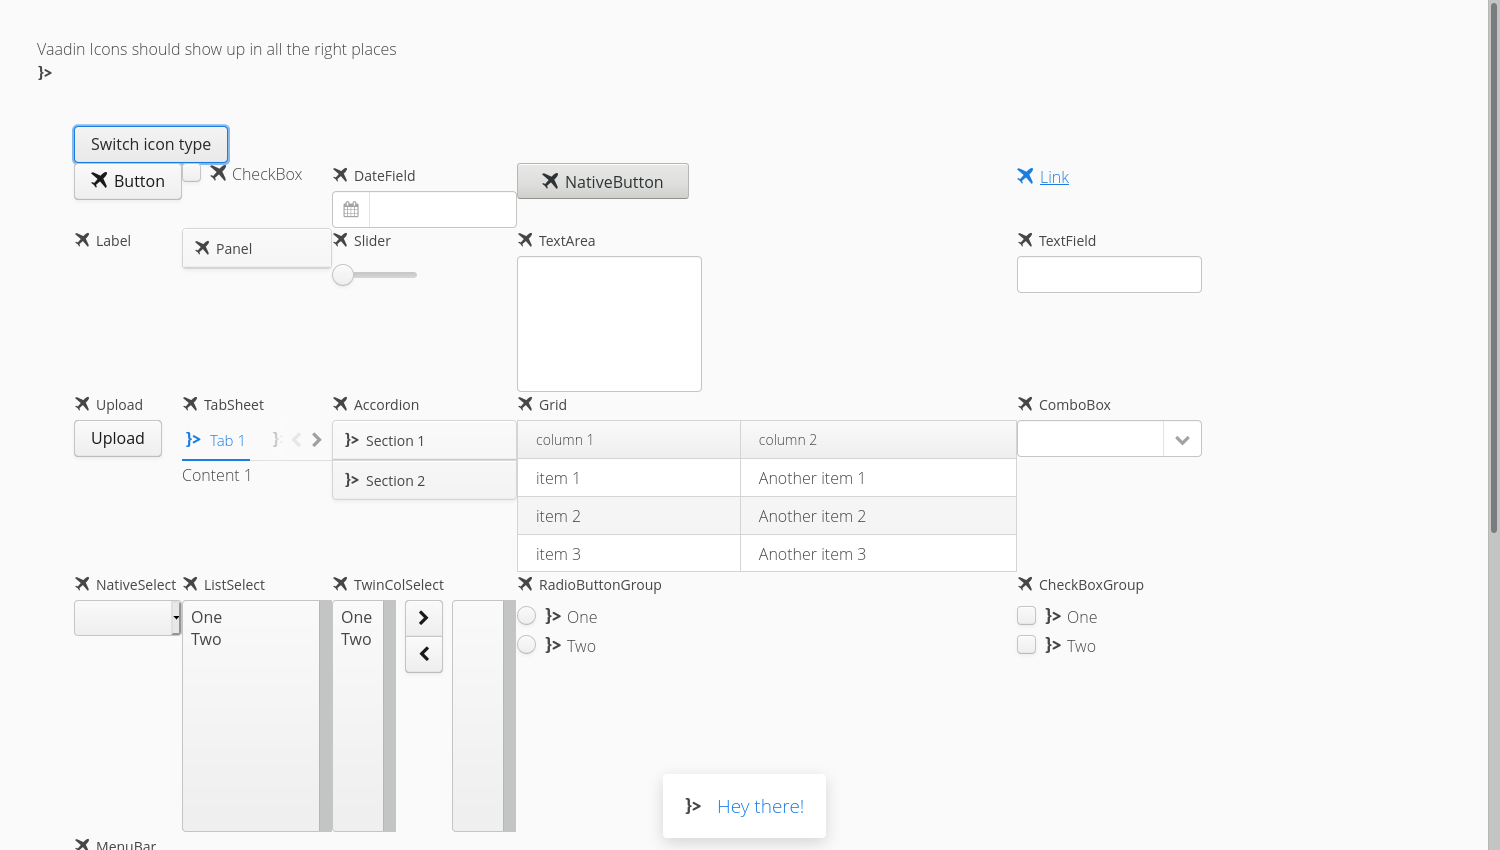 Vaadin Icons should show up in all the right places
}>
Switch icon type
Button
CheckBox
DateField
NativeButton
Link
Label
Panel
Slider
TextArea
TextField
Upload
TabSheet
Accordion
Grid
ComboBox
Upload
}> Tab 1
}> Section 1
column 1
column 2
Content 1
}> Section 2
item 1
Another item 1
item 2
Another item 2
item 3
Another item 3
NativeSelect
ListSelect
TwinColSelect
RadioButtonGroup
CheckBoxGroup
One
Two
One
Two
}> One
}> Two
}> One
}> Two
}> Hey there!
MenuBar